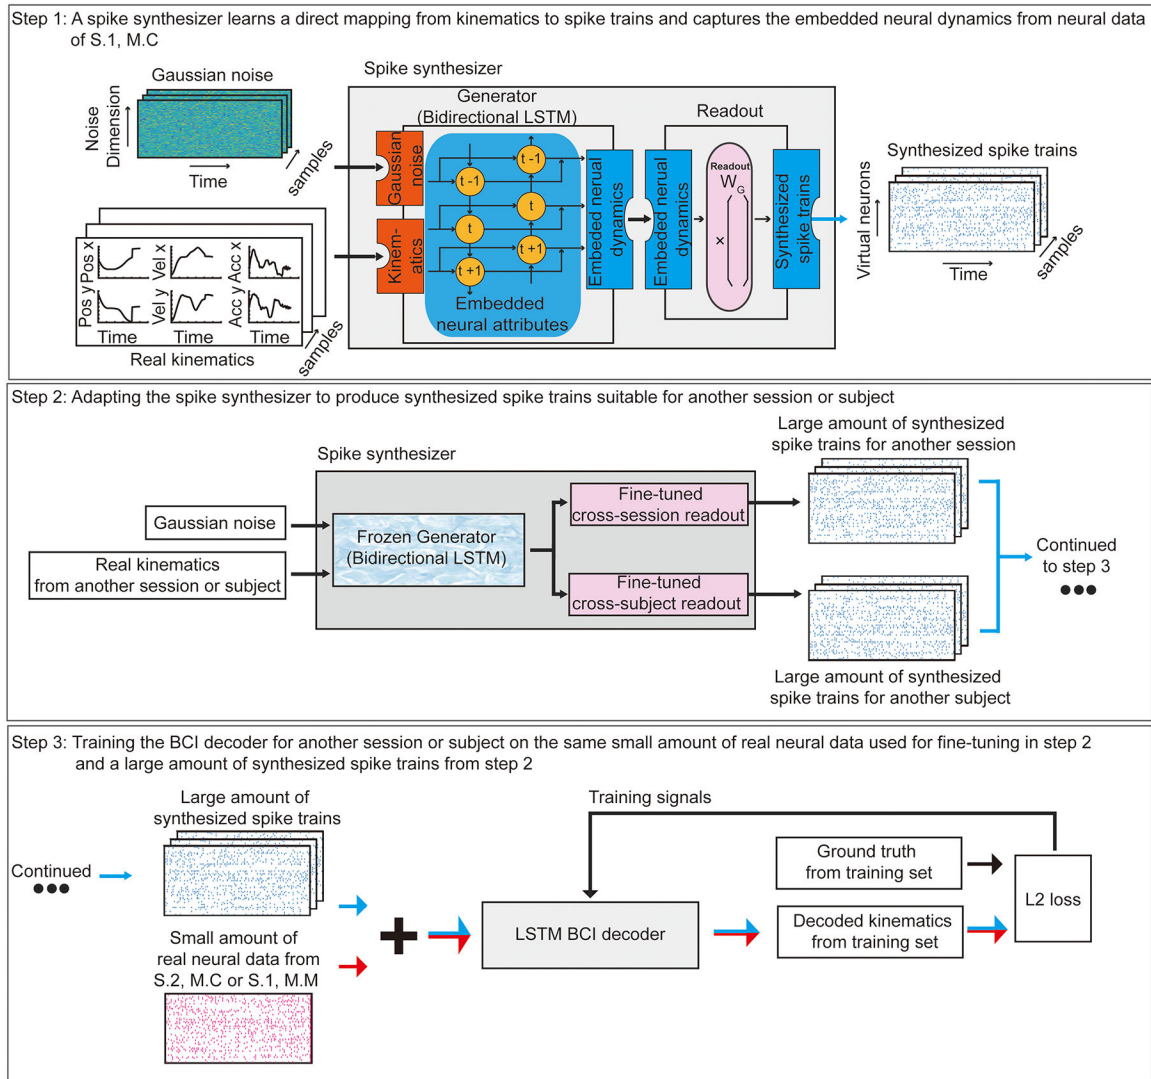 Step 1: A spike synthesizer learns a direct mapping from kinematics to spike trains and captures the embedded neural dynamics from neural data
of S.1, M.C
Gaussian noise
Noise
Dimension
Time
samples
Pos x
Vel x
Acc x
Pos y
Vel y
Acc y
Time
Time
Time
Real kinematics
samples
Spike synthesizer
Generator
(Bidirectional LSTM)
Gaussian
noise
Kinem-
atics
t -1
t -1
t
t
t +1
t +1
Embedded
neural attributes
Embeded nerual
dynamics
Readout
Embeded nerual
dynamics
Readout
W G
×
Synthesized
spike trains
Synthesized spike trains
Virtual neurons
Time
samples
Step 2: Adapting the spike synthesizer to produce synthesized spike trains suitable for another session or subject
Spike synthesizer
Gaussian noise
Real kinematics
from another session or subject
Frozen Generator
(Bidirectional LSTM)
Fine-tuned
cross-session readout
Fine-tuned
cross-subject readout
Large amount of synthesized
spike trains for another session
Large amount of synthesized
spike trains for another subject
Continued
to step 3
Step 3: Training the BCI decoder for another session or subject on the same small amount of real neural data used for fine-tuning in step 2
and a large amount of synthesized spike trains from step 2
Continued
Large amount of
synthesized spike trains
Small amount of
real neural data from
S.2, M.C or S.1, M.M
+
Training signals
LSTM BCI decoder
Ground truth
from training set
Decoded kinematics
from training set
L2 loss